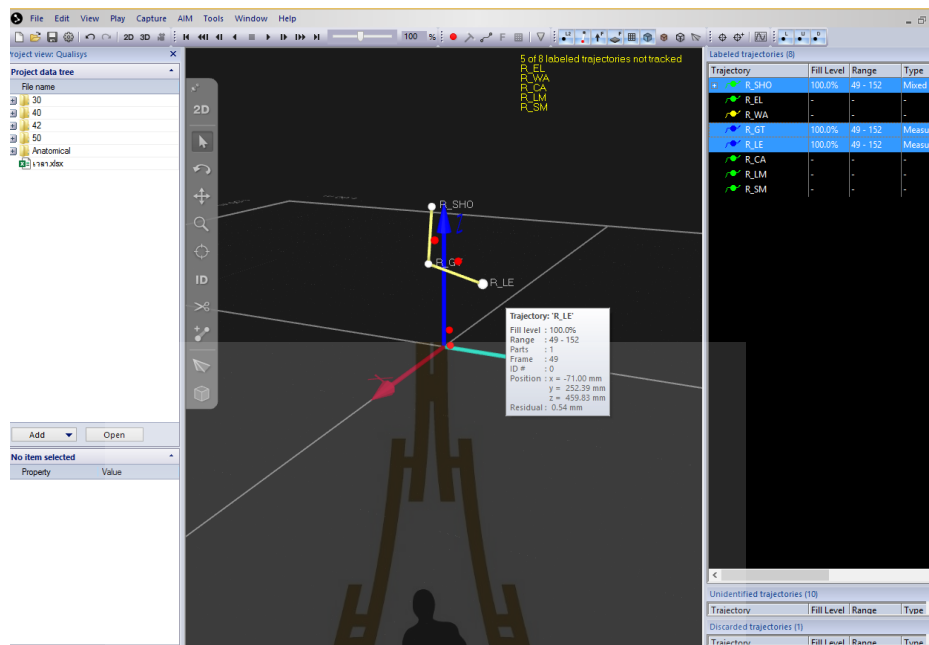 File Edit View Play Capture AIM Tools Window Help
2D 3D 100 % F
Project view: Qualisys
Project data tree
File name
30
40
42
50
Anatomical
ราคา.xlsx
Add Open
No item selected
Property Value
2D
ID
5 of 8 labeled trajectories not tracked
R_EL
R_WA
R_CA
R_LM
R_SM
R_SHO
R_GT
R_LE
Trajectory: 'R_LE'
Fill level : 100.0%
Range : 49 - 152
Parts : 1
Frame : 49
ID # : 0
Position : x = -71.00 mm
y = 252.39 mm
z = 459.83 mm
Residual : 0.54 mm
Labeled trajectories (8)
Trajectory Fill Level Range Type
R_SHO 100.0% 49 - 152 Mixed
R_EL - - -
R_WA - - -
R_GT 100.0% 49 - 152 Measu
R_LE 100.0% 49 - 152 Measu
R_CA - - -
R_LM - - -
R_SM - - -
Unidentified trajectories (10)
Trajectory Fill Level Range Type
Discarded trajectories (1)
Trajectory Fill Level Range Type